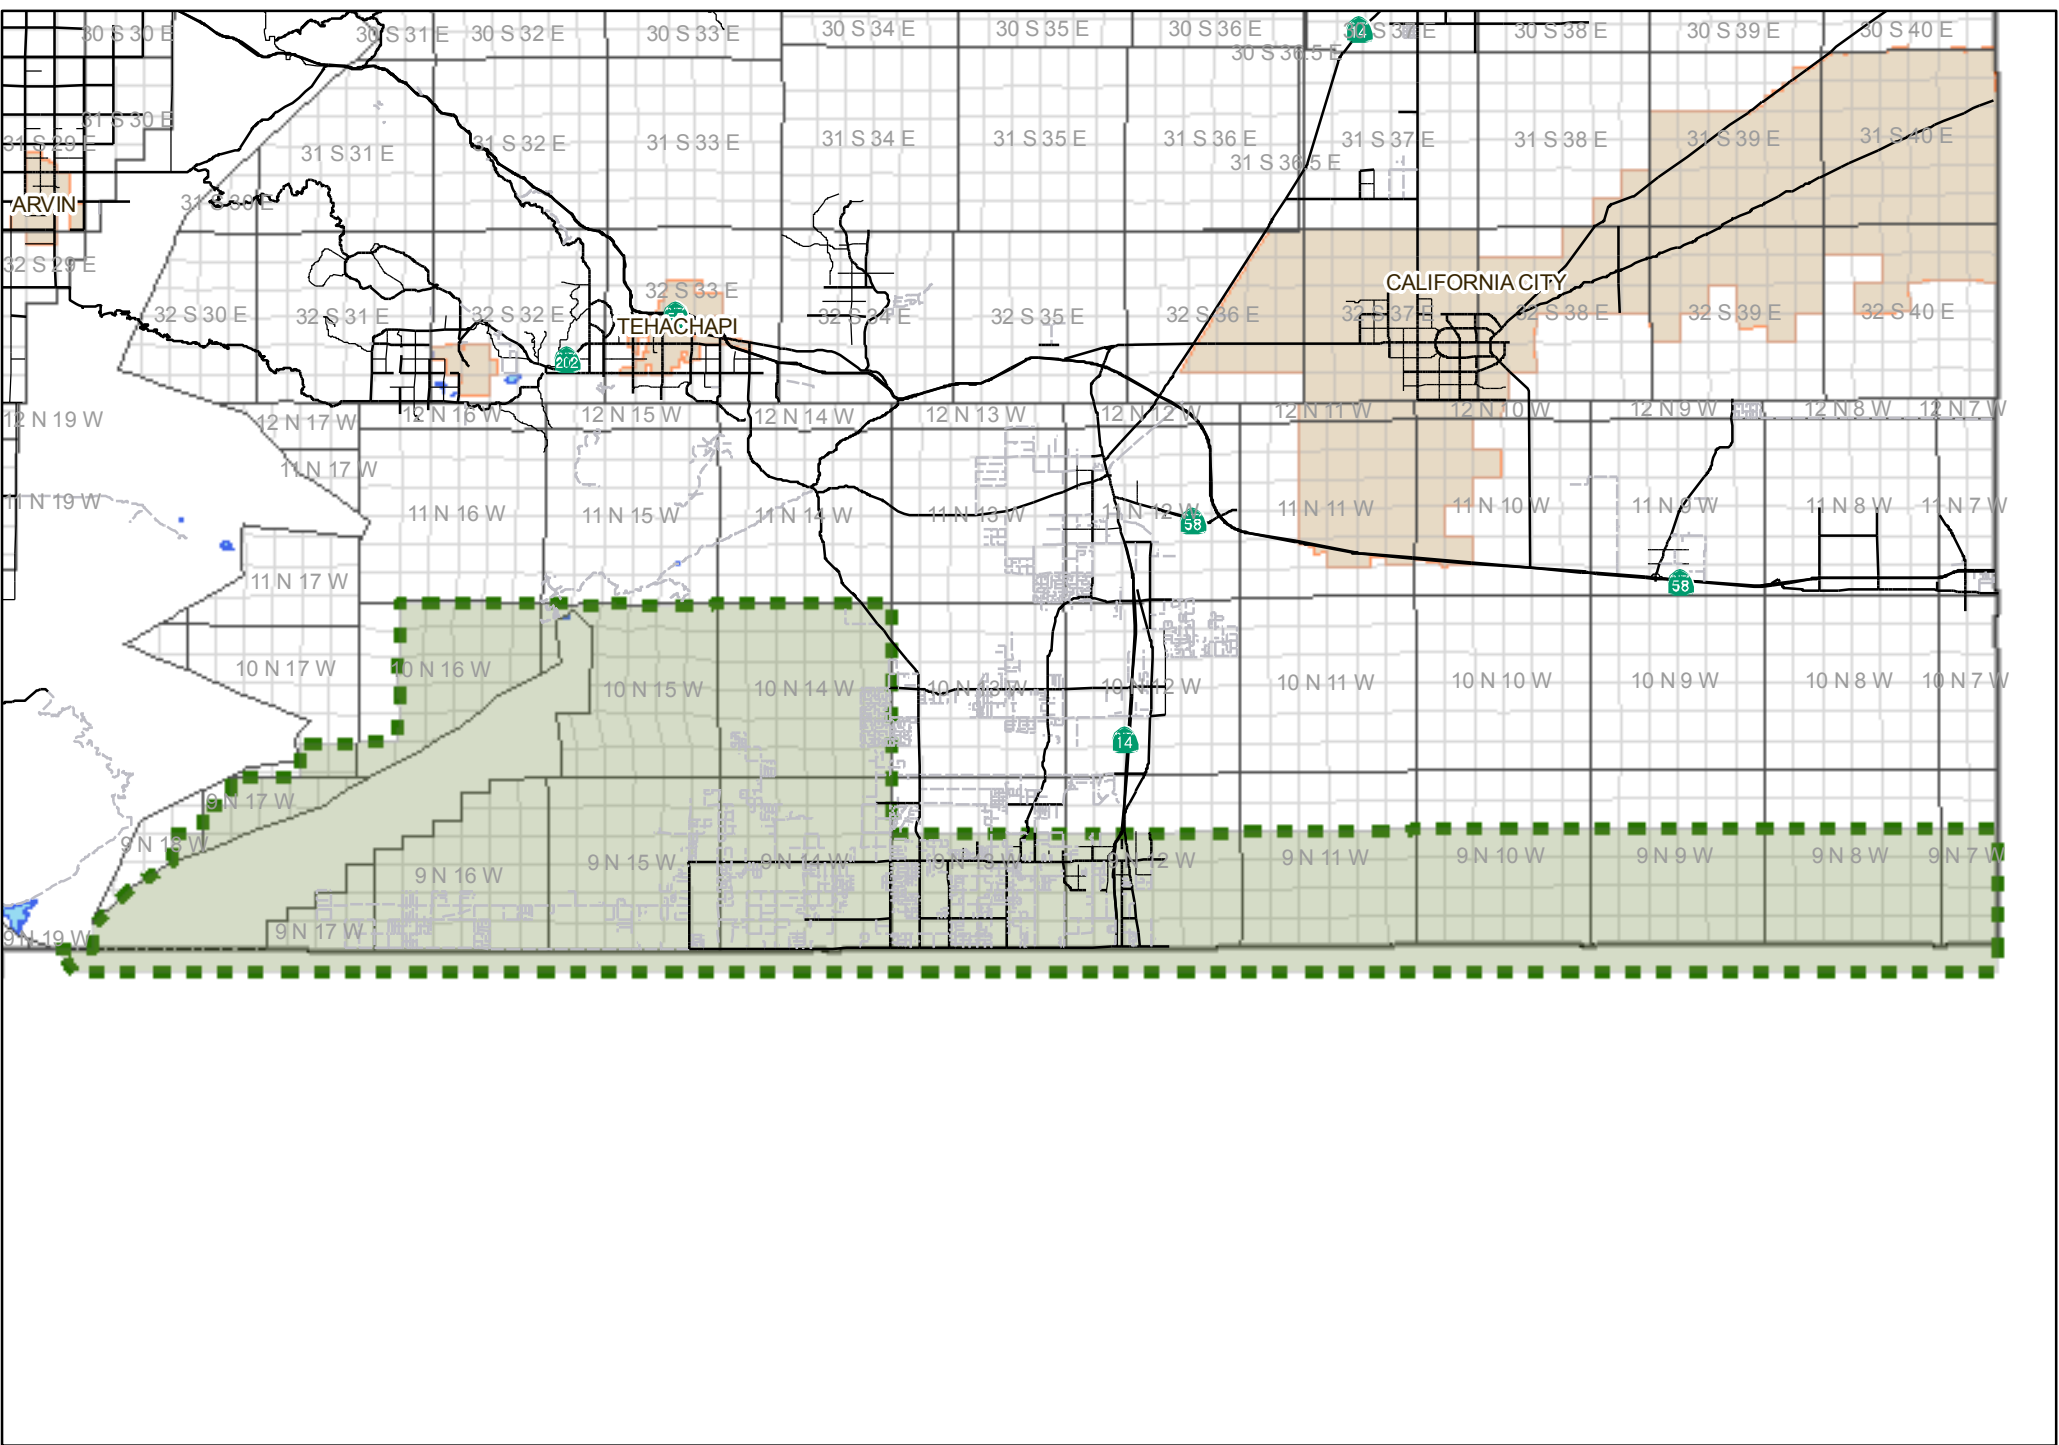 30 S 30 E
30 S 31 E
30 S 32 E
30 S 33 E
30 S 34 E
30 S 35 E
30 S 36 E
14
30 S 38 E
30 S 39 E
30 S 40 E
30 S 36.5 E
31 S 30 E
31 S 29 E
31 S 31 E
31 S 32 E
31 S 33 E
31 S 34 E
31 S 35 E
31 S 36 E
31 S 37 E
31 S 38 E
31 S 39 E
31 S 40 E
31 S 36.5 E
31 S 30 E
ARVIN
32 S 29 E
32 S 30 E
32 S 31 E
32 S 32 E
32 S 33 E
TEHACHAPI
202
32 S 34 E
32 S 35 E
32 S 36 E
CALIFORNIA CITY
32 S 37 E
32 S 38 E
32 S 39 E
32 S 40 E
12 N 19 W
12 N 17 W
12 N 16 W
12 N 15 W
12 N 14 W
12 N 13 W
12 N 12 W
12 N 11 W
12 N 10 W
12 N 9 W
12 N 8 W
12 N 7 W
11 N 17 W
11 N 19 W
11 N 16 W
11 N 15 W
11 N 14 W
11 N 13 W
11 N 12 W
58
11 N 11 W
11 N 10 W
11 N 9 W
11 N 8 W
11 N 7 W
11 N 17 W
58
10 N 17 W
10 N 16 W
10 N 15 W
10 N 14 W
10 N 13 W
10 N 12 W
10 N 11 W
10 N 10 W
10 N 9 W
10 N 8 W
10 N 7 W
14
9 N 17 W
9 N 18 W
9 N 16 W
9 N 15 W
9 N 14 W
9 N 13 W
9 N 12 W
9 N 11 W
9 N 10 W
9 N 9 W
9 N 8 W
9 N 7 W
9 N 19 W
9 N 17 W